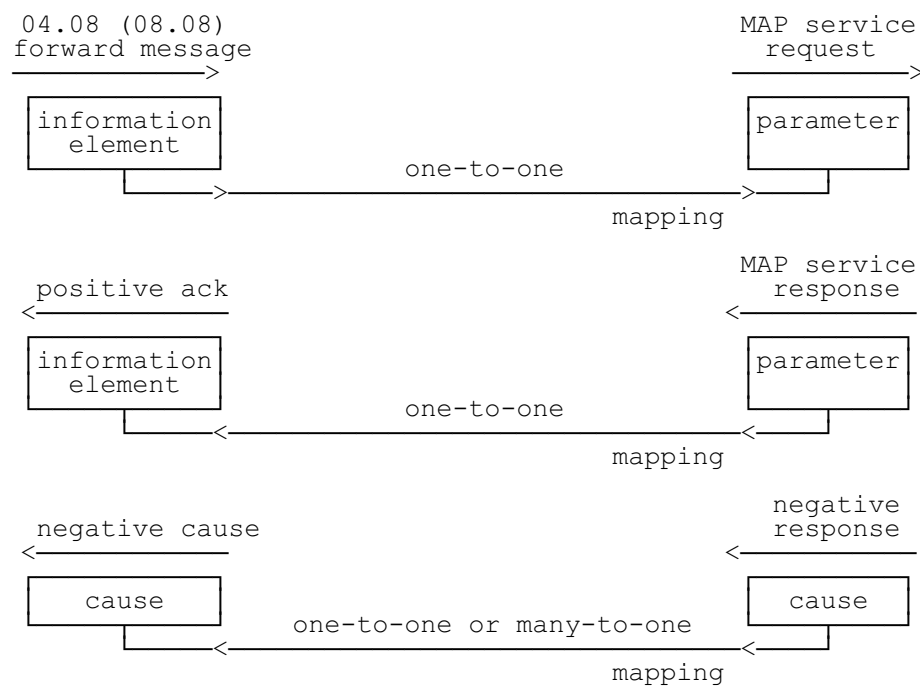 04.08 (08.08)
forward message
MAP service
request
information
element
parameter
one-to-one
mapping
positive ack
MAP service
response
information
element
parameter
one-to-one
mapping
negative cause
negative
response
cause
cause
one-to-one or many-to-one
mapping